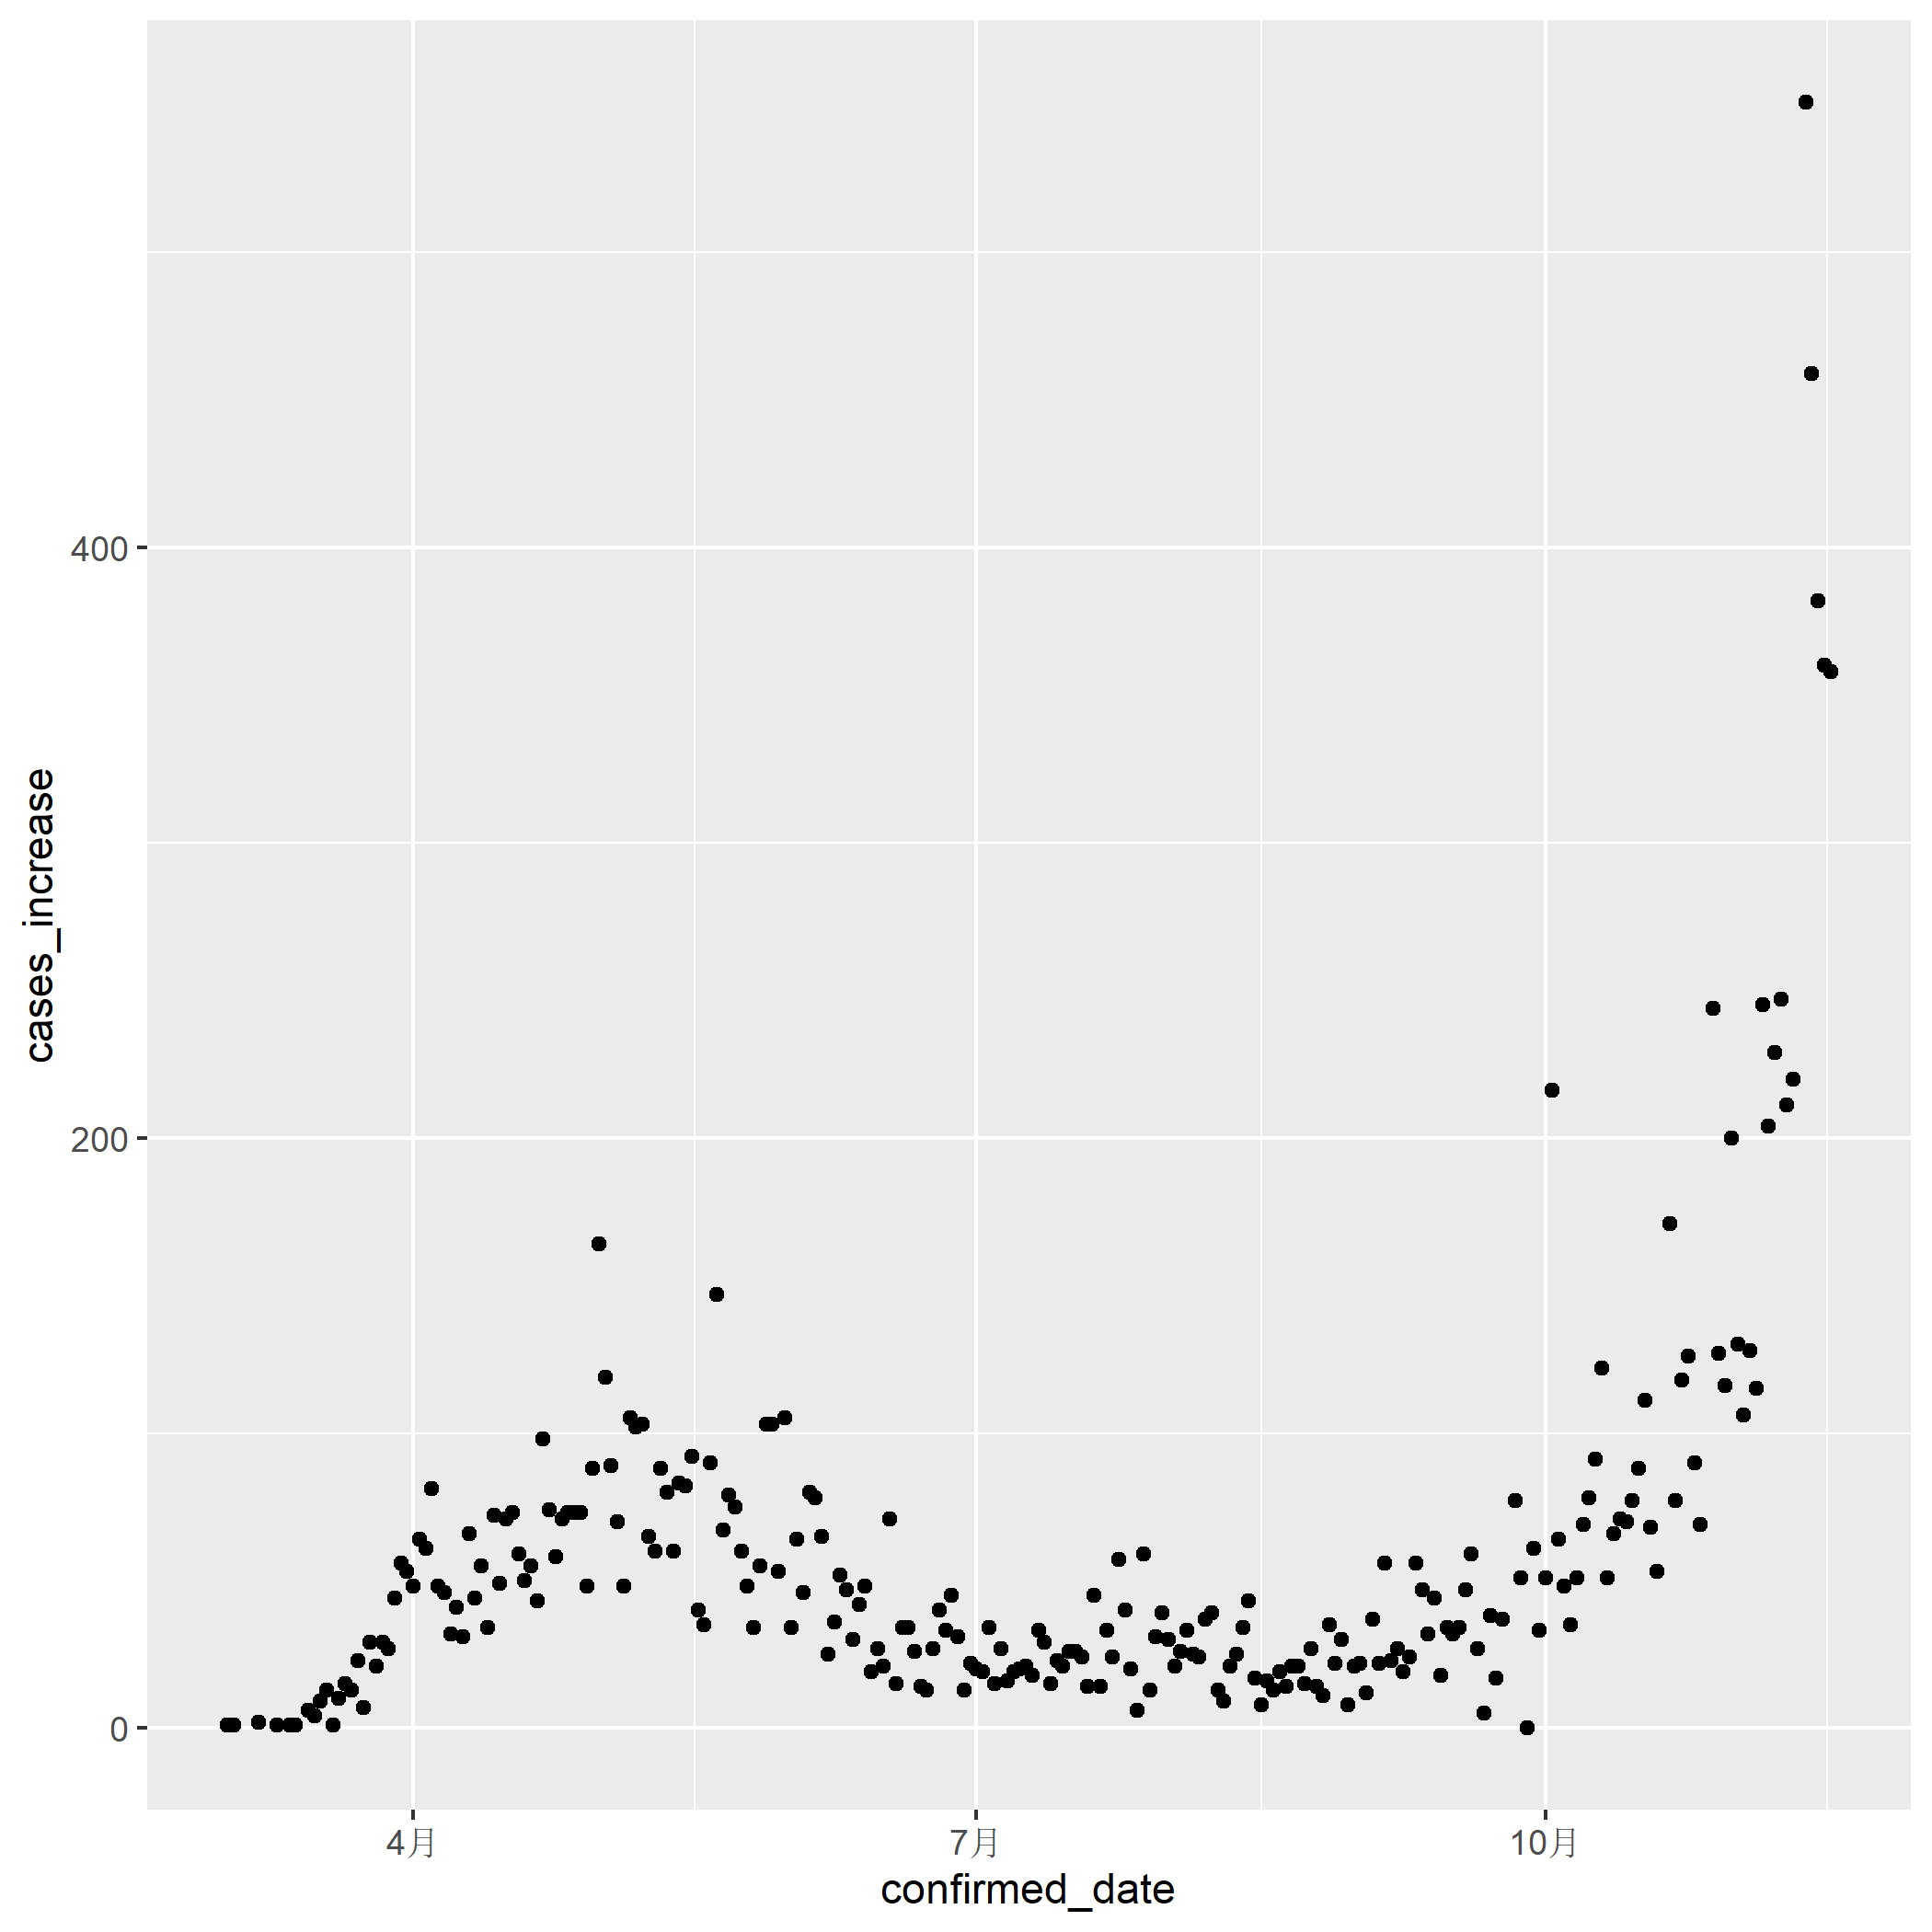 cases_increase
400
200
0
4月
7月
10月
confirmed_date